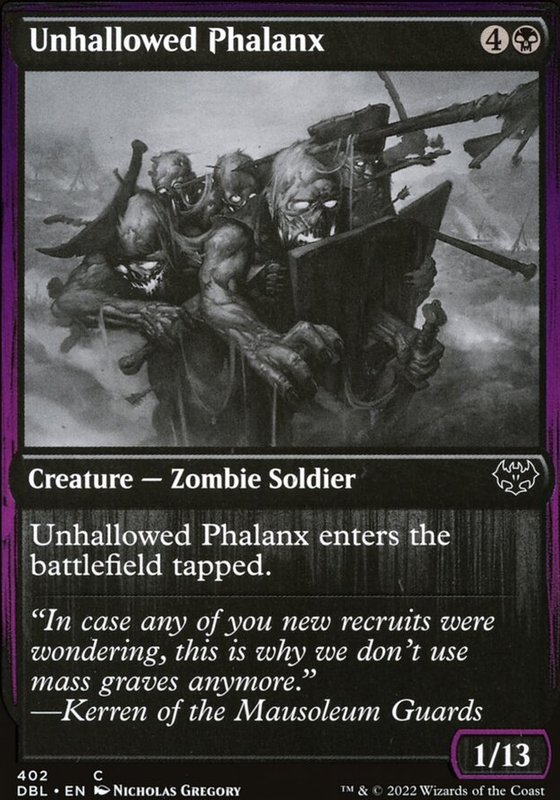 Unhallowed Phalanx 4
Creature — Zombie Soldier
Unhallowed Phalanx enters the
battlefield tapped.
“In case any of you new recruits were
wondering, this is why we don’t use
mass graves anymore.”
—Kerren of the Mausoleum Guards
1/13
402 C
DBL • EN Nicholas Gregory
™ & © 2022 Wizards of the Coast